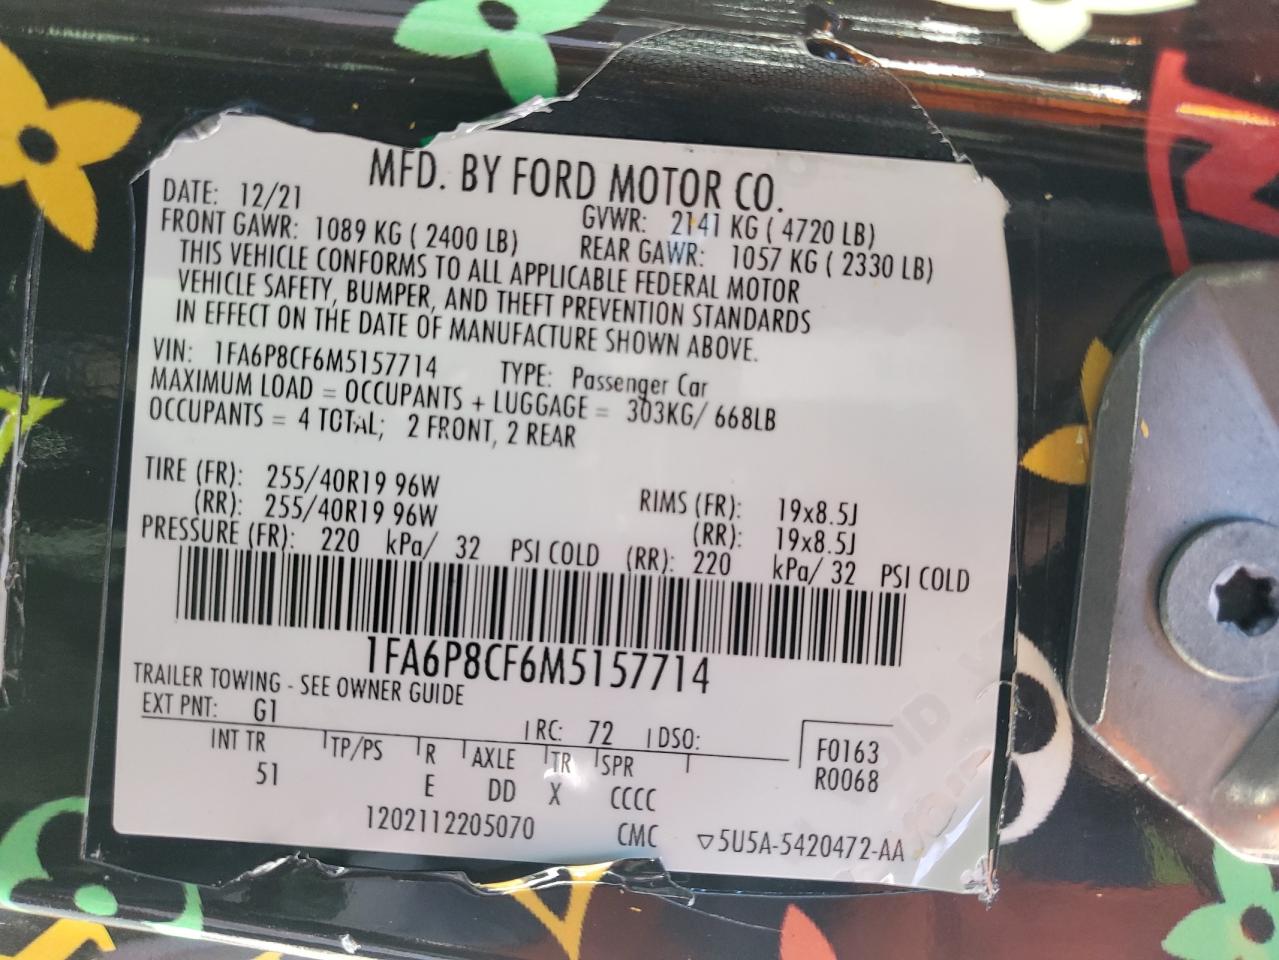 MFD. BY FORD MOTOR CO.
DATE: 12/21 GVWR: 2141 KG ( 4720 LB)
FRONT GAWR: 1089 KG ( 2400 LB) REAR GAWR: 1057 KG ( 2330 LB)
THIS VEHICLE CONFORMS TO ALL APPLICABLE FEDERAL MOTOR
VEHICLE SAFETY, BUMPER, AND THEFT PREVENTION STANDARDS
IN EFFECT ON THE DATE OF MANUFACTURE SHOWN ABOVE.
VIN: 1FA6P8CF6M5157714 TYPE: Passenger Car
MAXIMUM LOAD = OCCUPANTS + LUGGAGE = 303KG/ 668LB
OCCUPANTS = 4 TOTAL; 2 FRONT, 2 REAR
TIRE (FR): 255/40R19 96W RIMS (FR): 19x8.5J
(RR): 255/40R19 96W (RR): 19x8.5J
PRESSURE (FR): 220 kPa/ 32 PSI COLD (RR): 220 kPa/ 32 PSI COLD
1FA6P8CF6M5157714
TRAILER TOWING - SEE OWNER GUIDE
EXT PNT: G1 RC: 72 DSO: F0163
INT TR TP/PS R AXLE TR SPR R0068
51 E DD X CCCC
1202112205070 CMC ▽5U5A-5420472-AA